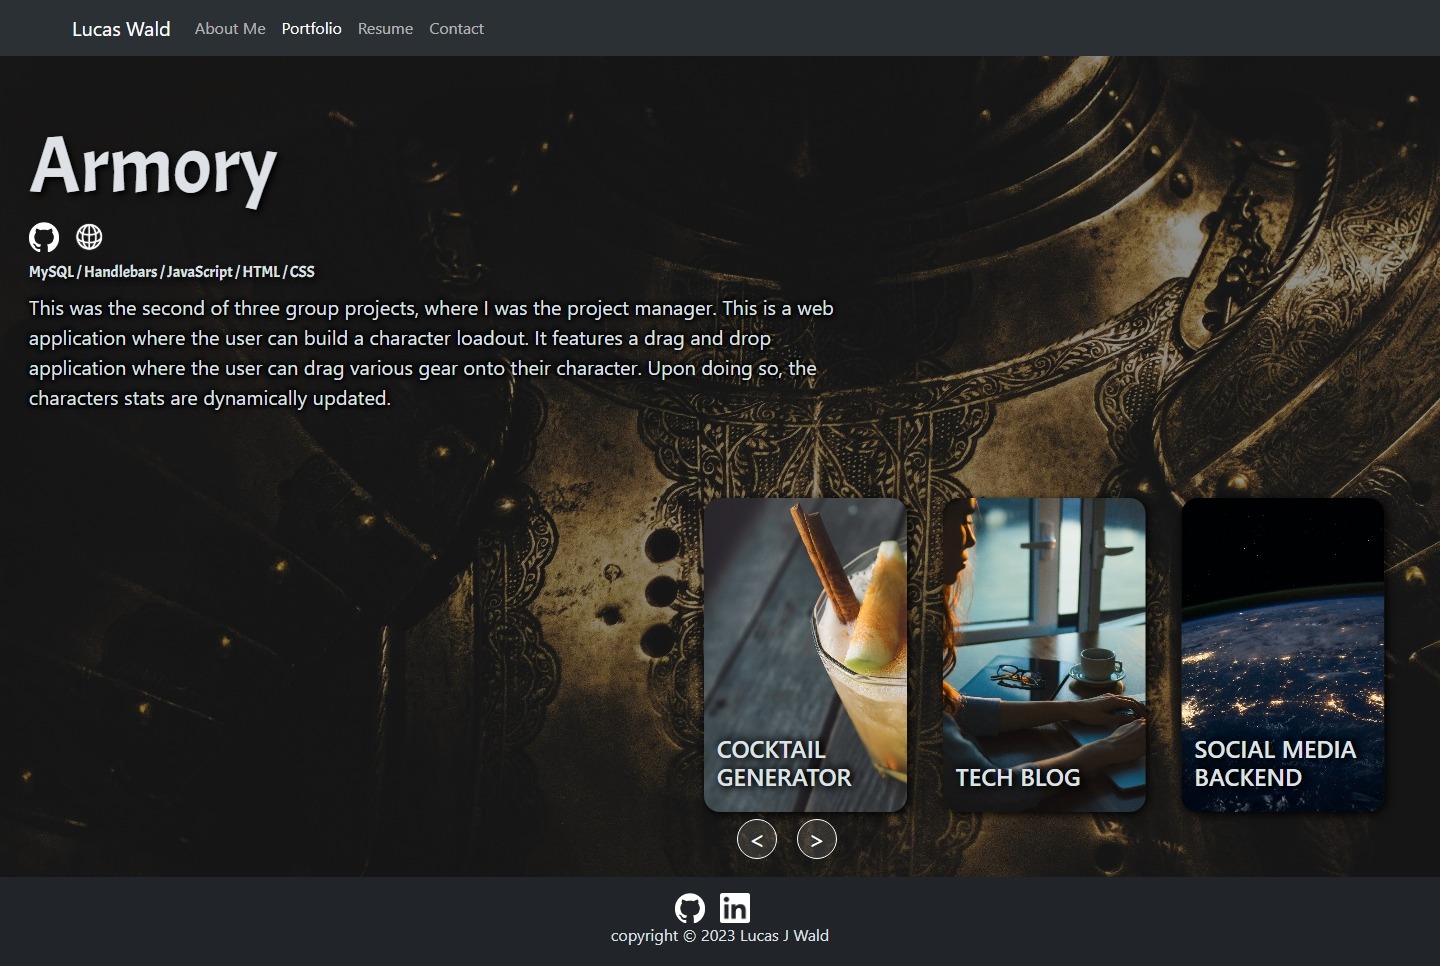 Lucas Wald About Me Portfolio Resume Contact
Armory
MySQL / Handlebars / JavaScript / HTML / CSS
This was the second of three group projects, where I was the project manager. This is a web
application where the user can build a character loadout. It features a drag and drop
application where the user can drag various gear onto their character. Upon doing so, the
characters stats are dynamically updated.
COCKTAIL
GENERATOR
TECH BLOG
SOCIAL MEDIA
BACKEND
< >
in
copyright © 2023 Lucas J Wald